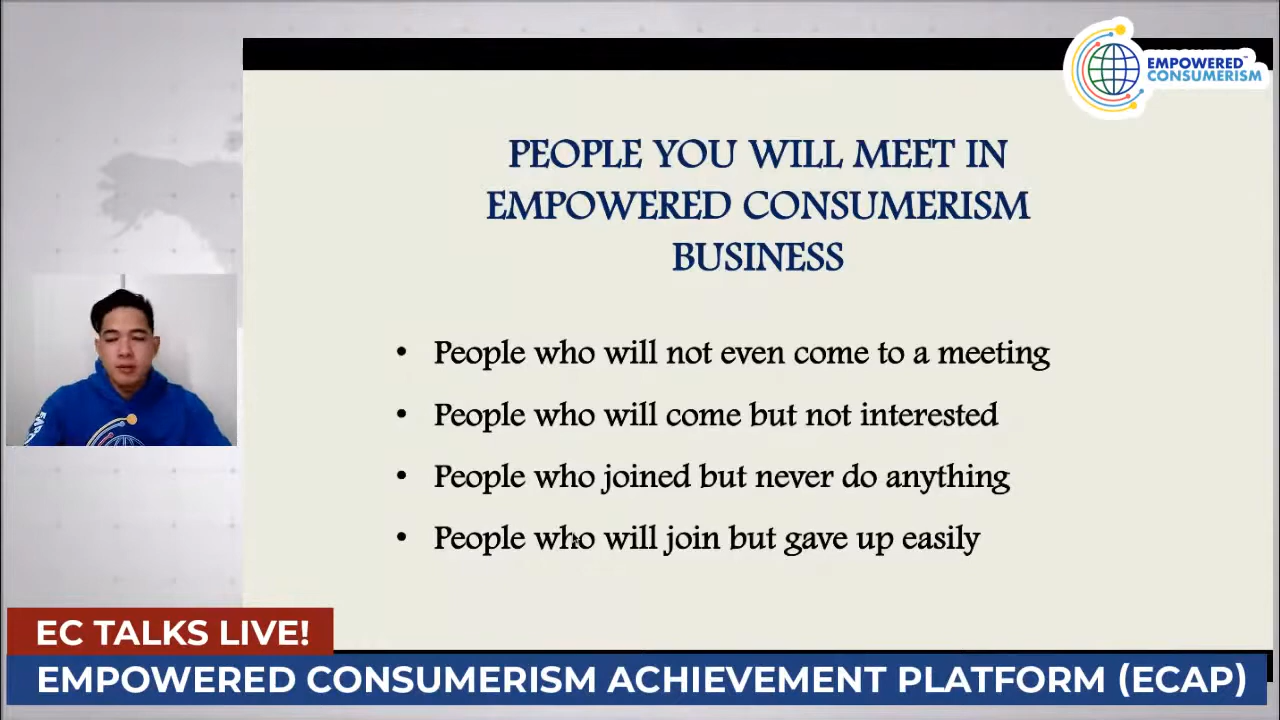 EMPOWERED™
CONSUMERISM
PEOPLE YOU WILL MEET IN
EMPOWERED CONSUMERISM
BUSINESS
• People who will not even come to a meeting
• People who will come but not interested
• People who joined but never do anything
• People who will join but gave up easily
EC TALKS LIVE!
EMPOWERED CONSUMERISM ACHIEVEMENT PLATFORM (ECAP)